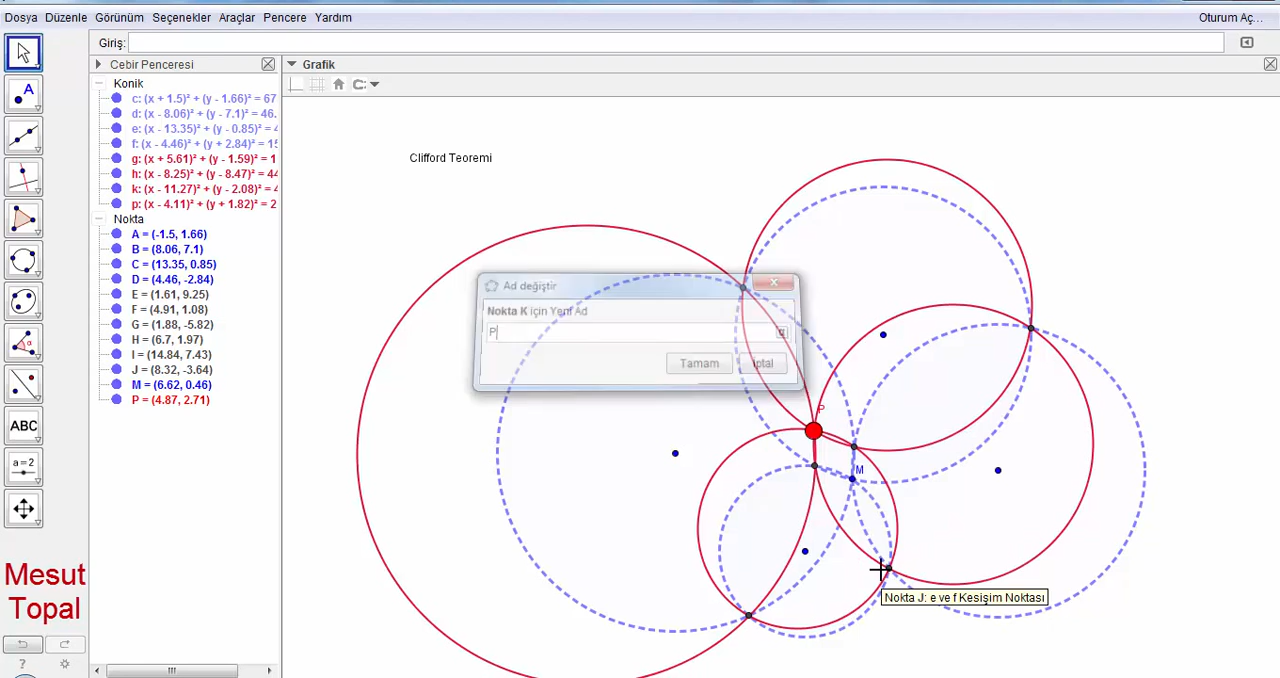 Dosya Düzenle Görünüm Seçenekler Araçlar Pencere Yardım Oturum Aç...
Giriş:
Cebir Penceresi Grafik
Konik
c: (x + 1.5)² + (y - 1.66)² = 67
d: (x - 8.06)² + (y - 7.1)² = 46.
e: (x - 13.35)² + (y - 0.85)² = 4
f: (x - 4.46)² + (y + 2.84)² = 15
g: (x + 5.61)² + (y - 1.59)² = 1
h: (x - 8.25)² + (y - 8.47)² = 44
k: (x - 11.27)² + (y - 2.08)² = 4
p: (x - 4.11)² + (y + 1.82)² = 2
Nokta
A = (-1.5, 1.66)
B = (8.06, 7.1)
C = (13.35, 0.85)
D = (4.46, -2.84)
E = (1.61, 9.25)
F = (4.91, 1.08)
G = (1.88, -5.82)
H = (6.7, 1.97)
I = (14.84, 7.43)
J = (8.32, -3.64)
M = (6.62, 0.46)
P = (4.87, 2.71)
Clifford Teoremi
Ad değiştir
Nokta K için Yeni Ad
P
α
Tamam İptal
P
M
Nokta J: e ve f Kesişim Noktası
A
α
ABC
a=2
Mesut
Topal
?